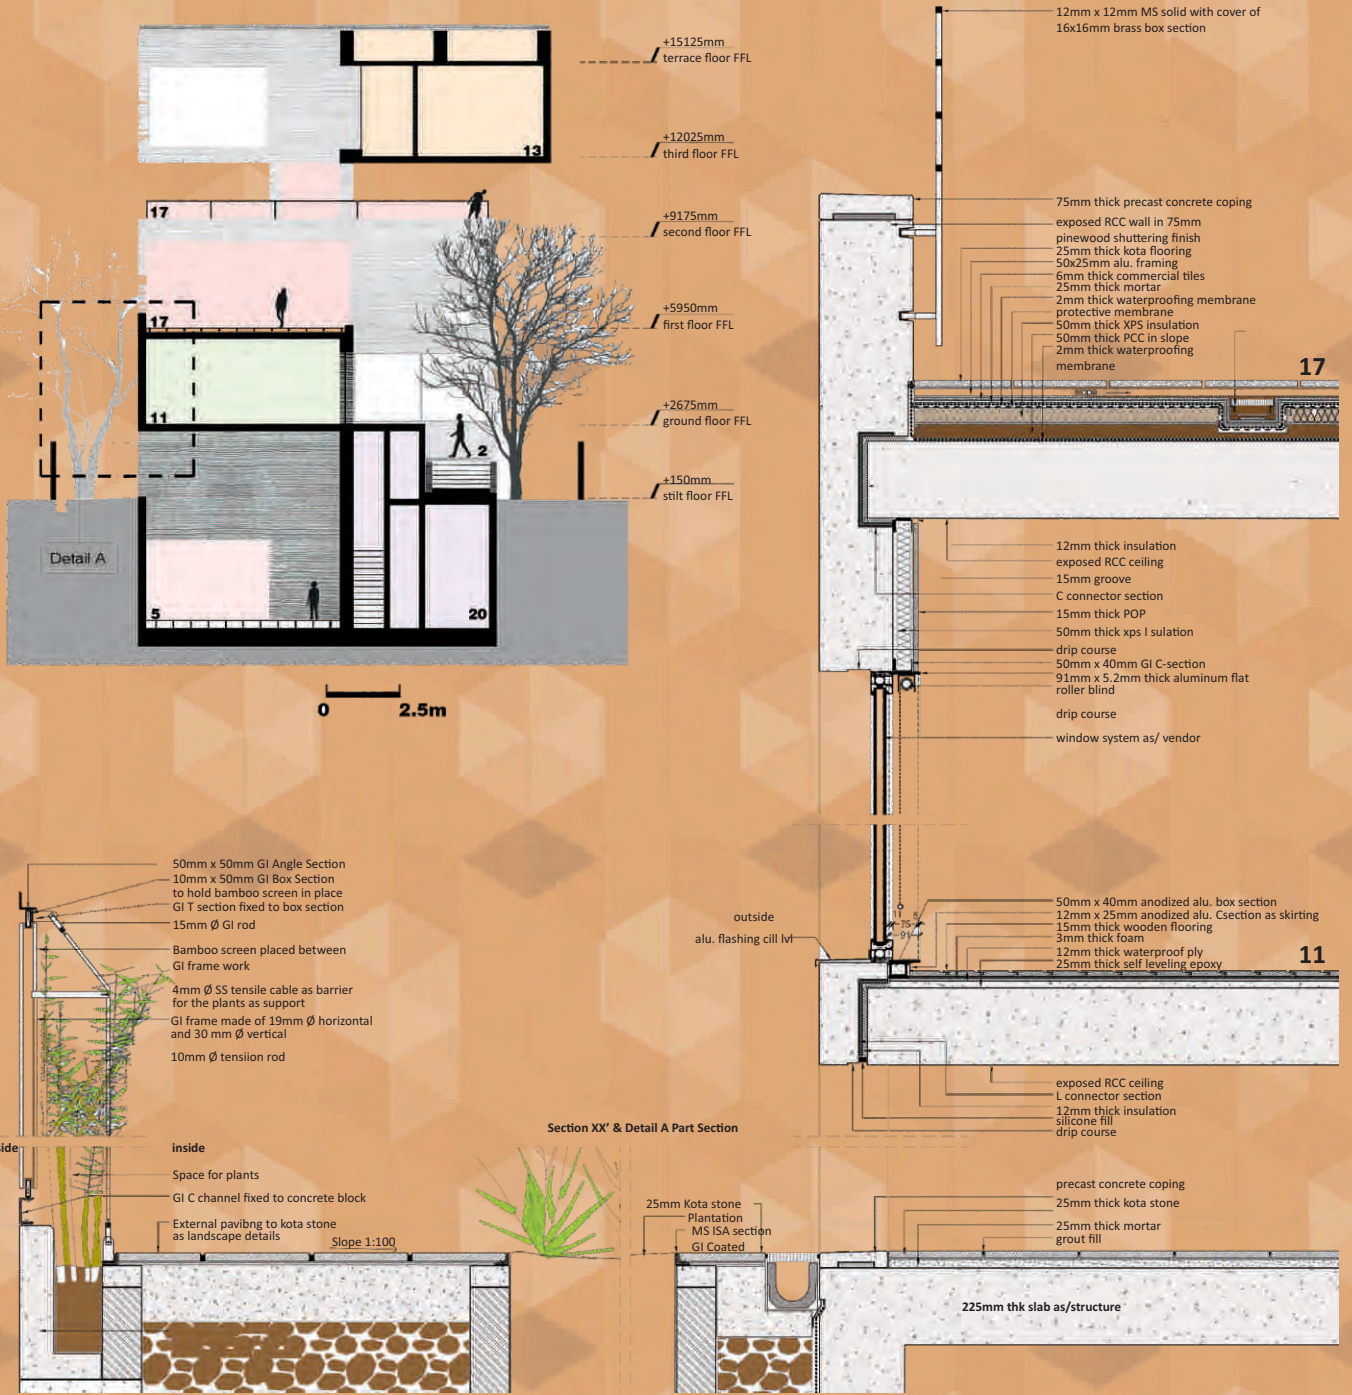 +15125mm
terrace floor FFL
+12025mm
third floor FFL
13
17
+9175mm
second floor FFL
+5950mm
first floor FFL
17
11
+2675mm
ground floor FFL
2
+150mm
stilt floor FFL
Detail A
5
20
0 2.5m
12mm x 12mm MS solid with cover of
16x16mm brass box section
75mm thick precast concrete coping
exposed RCC wall in 75mm
pinewood shuttering finish
25mm thick kota flooring
50x25mm alu. framing
6mm thick commercial tiles
25mm thick mortar
2mm thick waterproofing membrane
protective membrane
50mm thick XPS insulation
50mm thick PCC in slope
2mm thick waterproofing
membrane
17
12mm thick insulation
exposed RCC ceiling
15mm groove
C connector section
15mm thick POP
50mm thick xps I sulation
drip course
50mm x 40mm GI C-section
91mm x 5.2mm thick aluminum flat
roller blind
drip course
window system as/ vendor
outside
alu. flashing cill lvl
75
91
50mm x 40mm anodized alu. box section
12mm x 25mm anodized alu. Csection as skirting
15mm thick wooden flooring
3mm thick foam
12mm thick waterproof ply
25mm thick self leveling epoxy
11
exposed RCC ceiling
L connector section
12mm thick insulation
silicone fill
drip course
50mm x 50mm GI Angle Section
10mm x 50mm GI Box Section
to hold bamboo screen in place
GI T section fixed to box section
15mm Ø GI rod
Bamboo screen placed between
GI frame work
4mm Ø SS tensile cable as barrier
for the plants as support
GI frame made of 19mm Ø horizontal
and 30 mm Ø vertical
10mm Ø tensiion rod
side
inside
Space for plants
GI C channel fixed to concrete block
External pavibng to kota stone
as landscape details
Slope 1:100
Section XX' & Detail A Part Section
25mm Kota stone
Plantation
MS ISA section
GI Coated
precast concrete coping
25mm thick kota stone
25mm thick mortar
grout fill
225mm thk slab as/structure